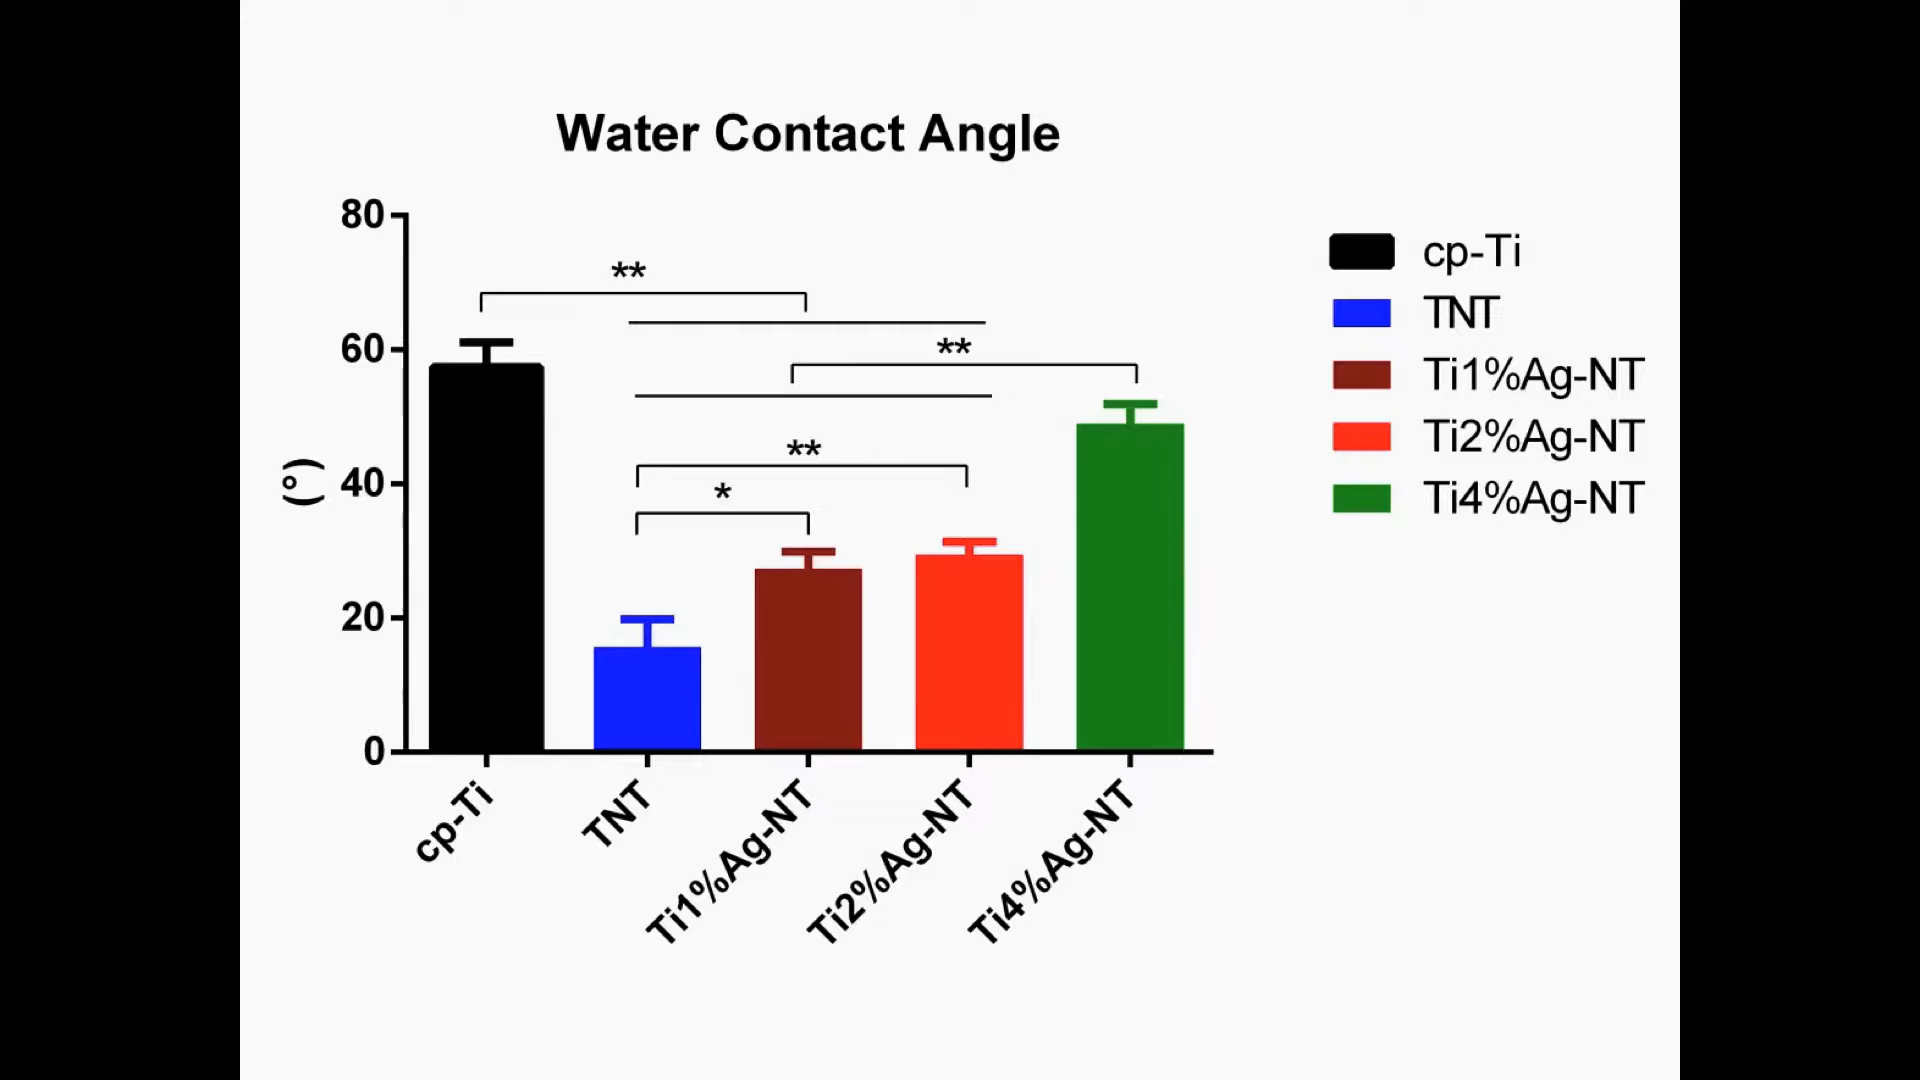 Water Contact Angle
(°)
80
60
40
20
0
**
**
**
*
cp-Ti
TNT
Ti1%Ag-NT
Ti2%Ag-NT
Ti4%Ag-NT
cp-Ti
TNT
Ti1%Ag-NT
Ti2%Ag-NT
Ti4%Ag-NT